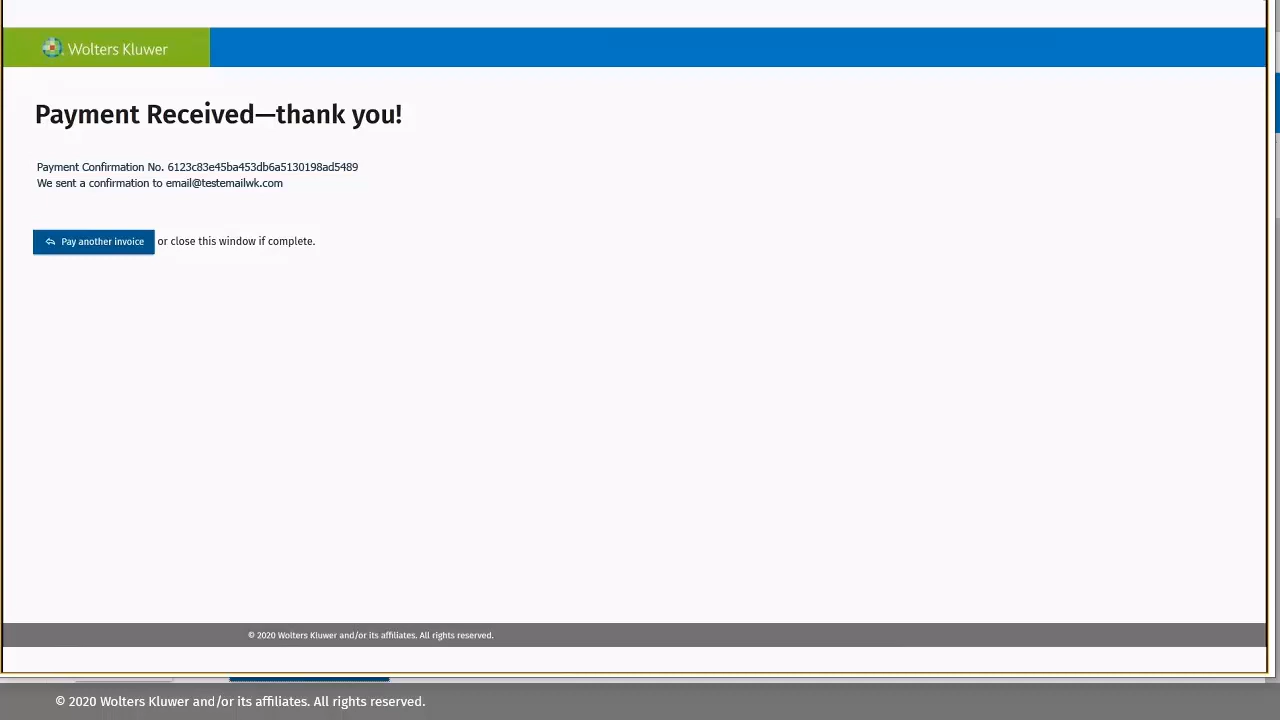 Wolters Kluwer
Payment Received—thank you!
Payment Confirmation No. 6123c83e45ba453db6a5130198ad5489
We sent a confirmation to email@testemailwk.com
Pay another invoice or close this window if complete.
© 2020 Wolters Kluwer and/or its affiliates. All rights reserved.
© 2020 Wolters Kluwer and/or its affiliates. All rights reserved.